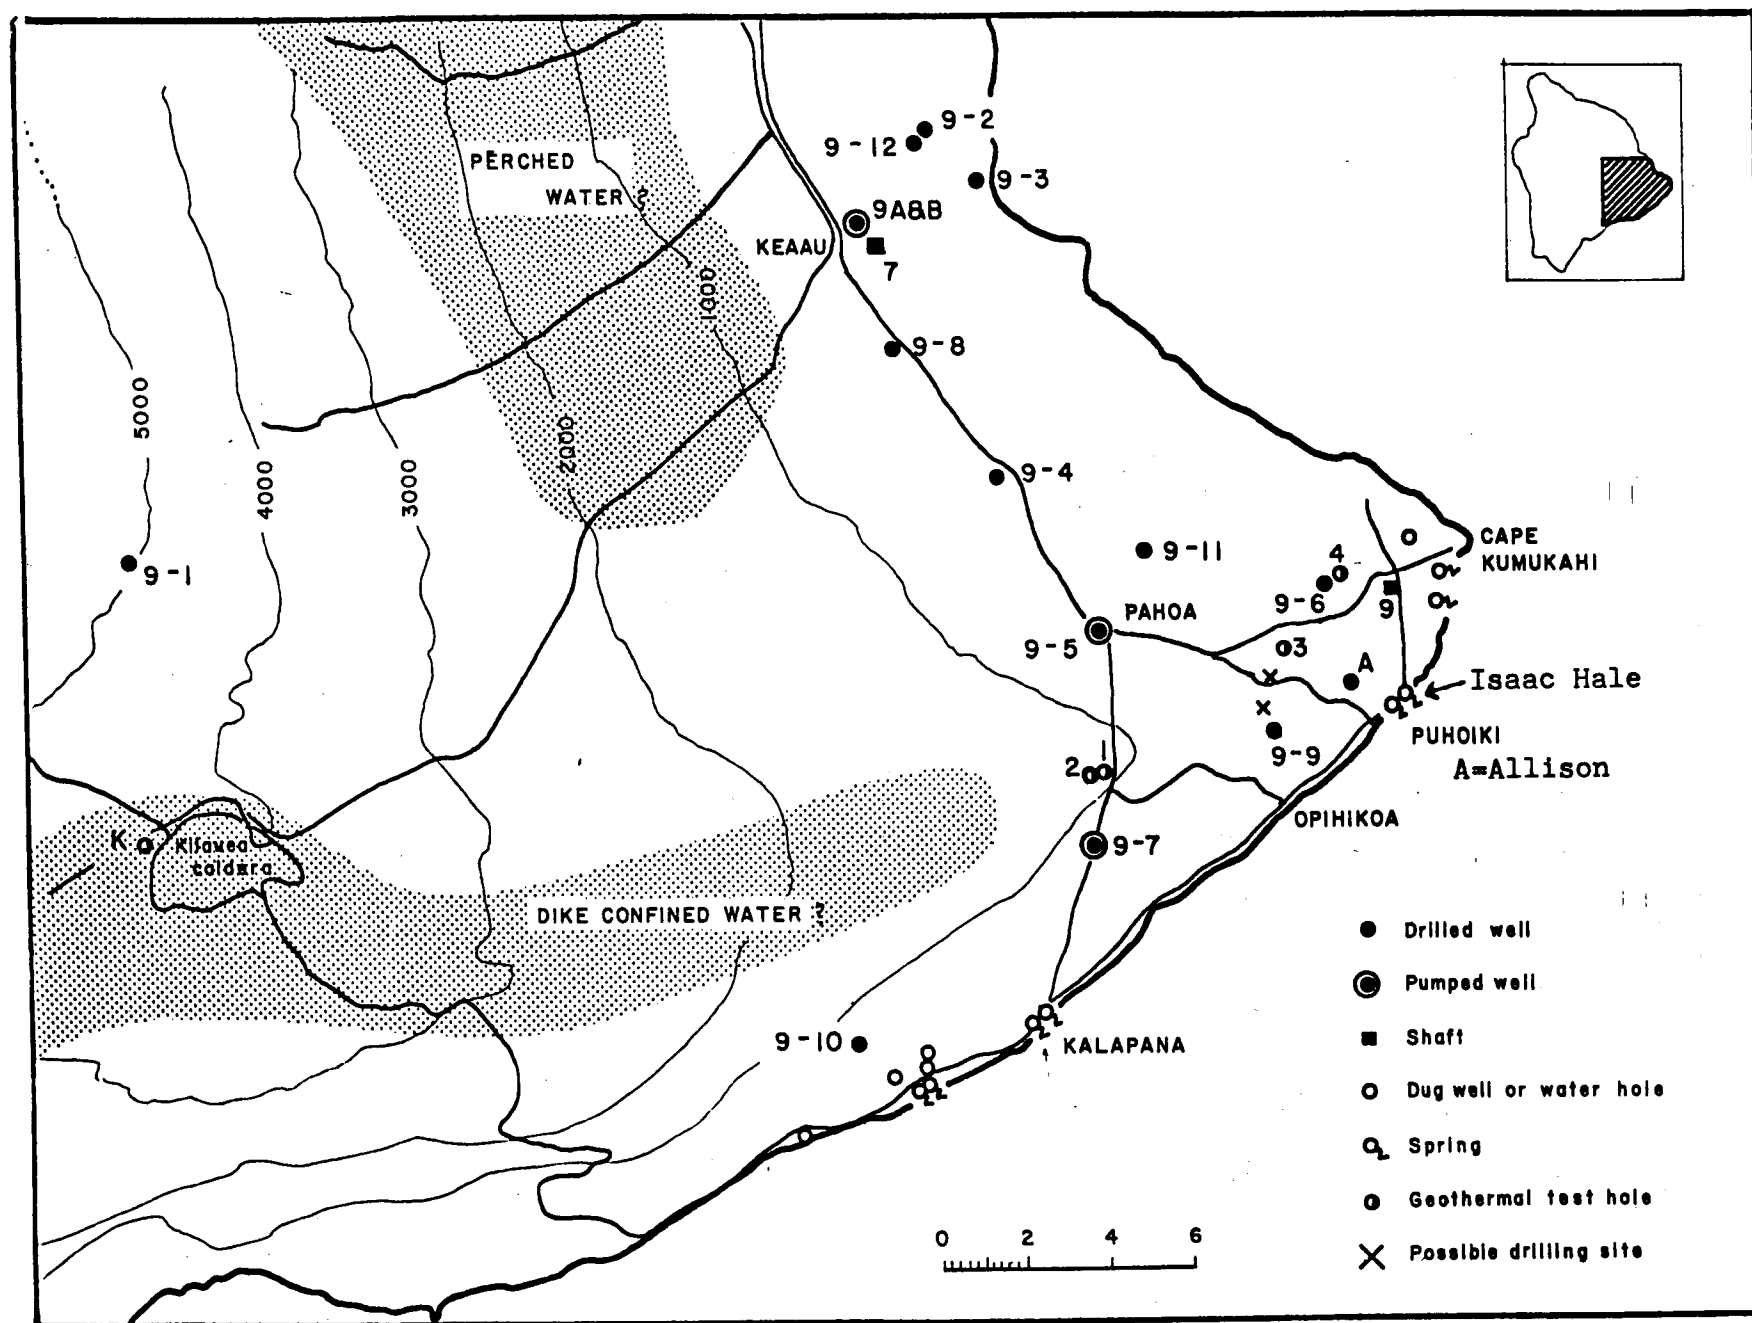 9-2
9-12
PERCHED
WATER ?
9-3
9A&B
KEAAU
7
1000
9-8
5000
2000
4000
3000
9-4
9-1
9-11
4
CAPE
KUMUKAHI
9-6
9
PAHOA
9-5
3
A
Isaac Hale
PUHOIKI
9-9
A=Allison
1
2
OPIHIKOA
K
Kilauea
caldera
9-7
DIKE CONFINED WATER ?
9-10
KALAPANA
Drilled well
Pumped well
Shaft
Dug well or water hole
Spring
Geothermal test hole
Possible drilling site
0 2 4 6